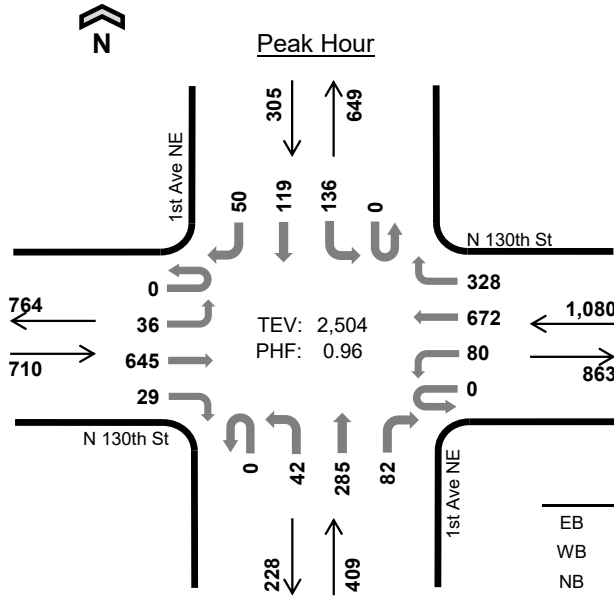 N
Peak Hour
305
649
1st Ave NE
50
119
136
0
N 130th St
0
328
764
36
TEV: 2,504
672
1,080
710
645
PHF: 0.96
80
863
29
0
N 130th St
0
42
285
82
1st Ave NE
228
409
EB
WB
NB